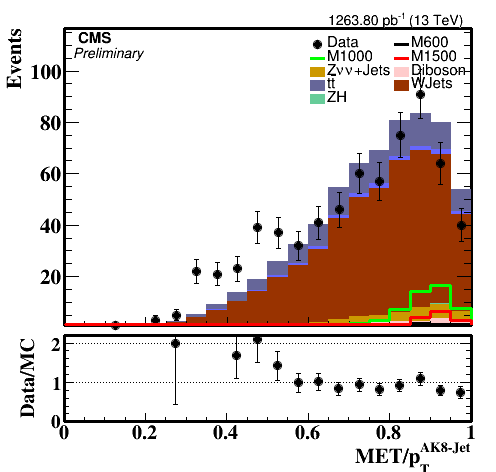 1263.80 pb⁻¹ (13 TeV)
CMS
Preliminary
Data
M600
M1000
M1500
Zνν+Jets
Diboson
tt
WJets
ZH
Events
100
80
60
40
20
Data/MC
2
1
0
0 0.2 0.4 0.6 0.8 1
MET/p_T^AK8-Jet